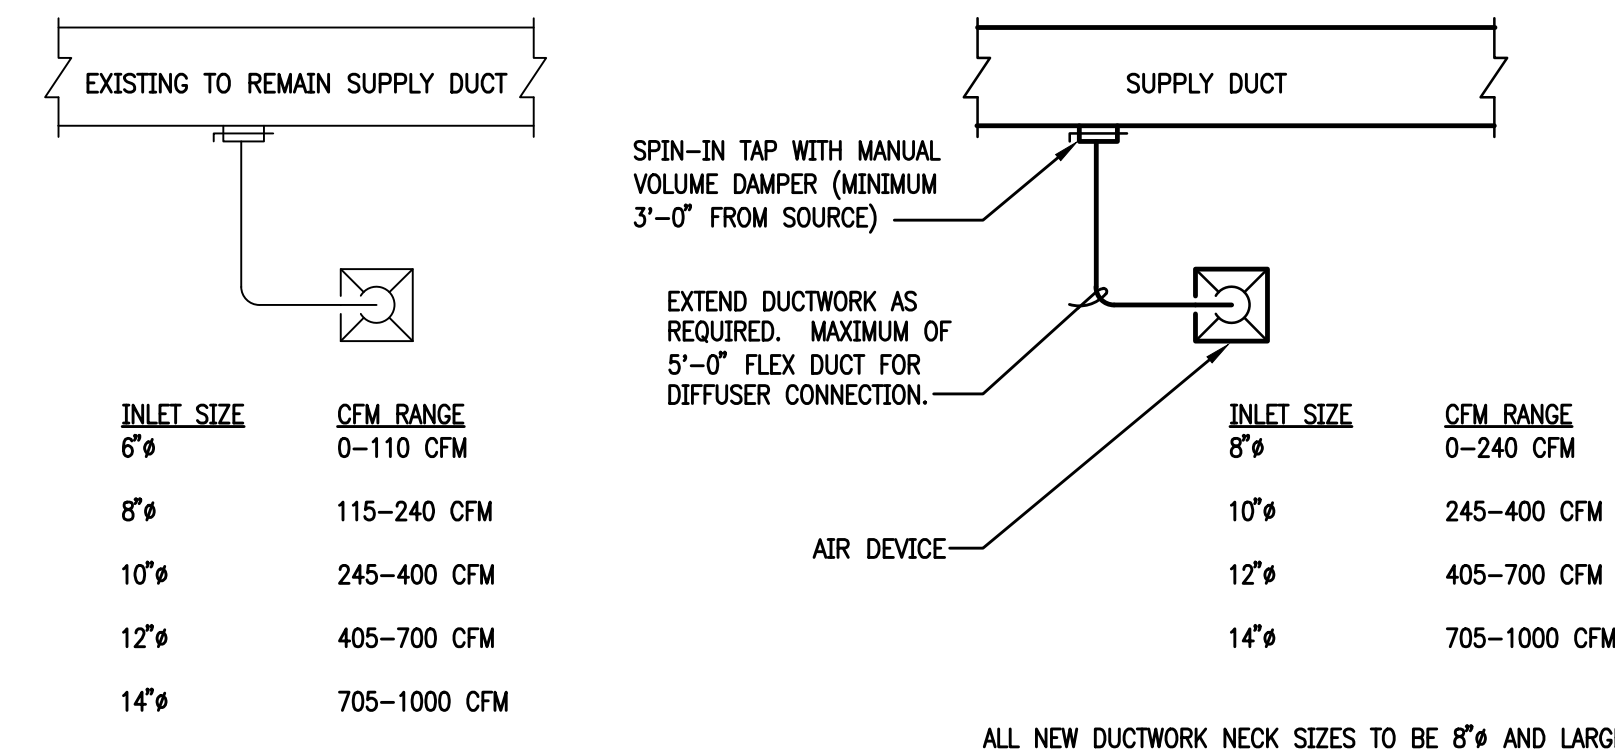 EXISTING TO REMAIN SUPPLY DUCT
INLET SIZE CFM RANGE
6"ø 0-110 CFM
8"ø 115-240 CFM
10"ø 245-400 CFM
12"ø 405-700 CFM
14"ø 705-1000 CFM
SUPPLY DUCT
SPIN-IN TAP WITH MANUAL
VOLUME DAMPER (MINIMUM
3'-0" FROM SOURCE)
EXTEND DUCTWORK AS
REQUIRED. MAXIMUM OF
5'-0" FLEX DUCT FOR
DIFFUSER CONNECTION.
AIR DEVICE
INLET SIZE CFM RANGE
8"ø 0-240 CFM
10"ø 245-400 CFM
12"ø 405-700 CFM
14"ø 705-1000 CFM
ALL NEW DUCTWORK NECK SIZES TO BE 8"ø AND